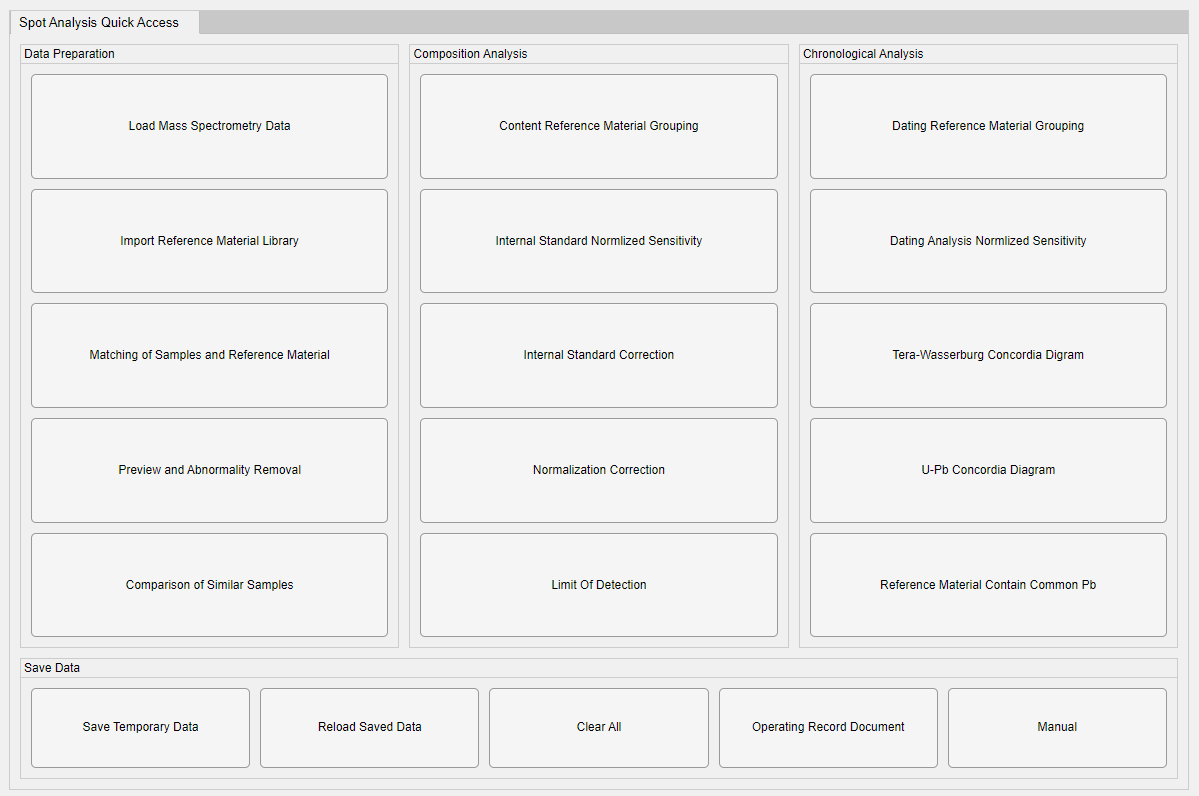 Spot Analysis Quick Access
Data Preparation
Load Mass Spectrometry Data
Import Reference Material Library
Matching of Samples and Reference Material
Preview and Abnormality Removal
Comparison of Similar Samples
Composition Analysis
Content Reference Material Grouping
Internal Standard Normlized Sensitivity
Internal Standard Correction
Normalization Correction
Limit Of Detection
Chronological Analysis
Dating Reference Material Grouping
Dating Analysis Normlized Sensitivity
Tera-Wasserburg Concordia Digram
U-Pb Concordia Diagram
Reference Material Contain Common Pb
Save Data
Save Temporary Data
Reload Saved Data
Clear All
Operating Record Document
Manual